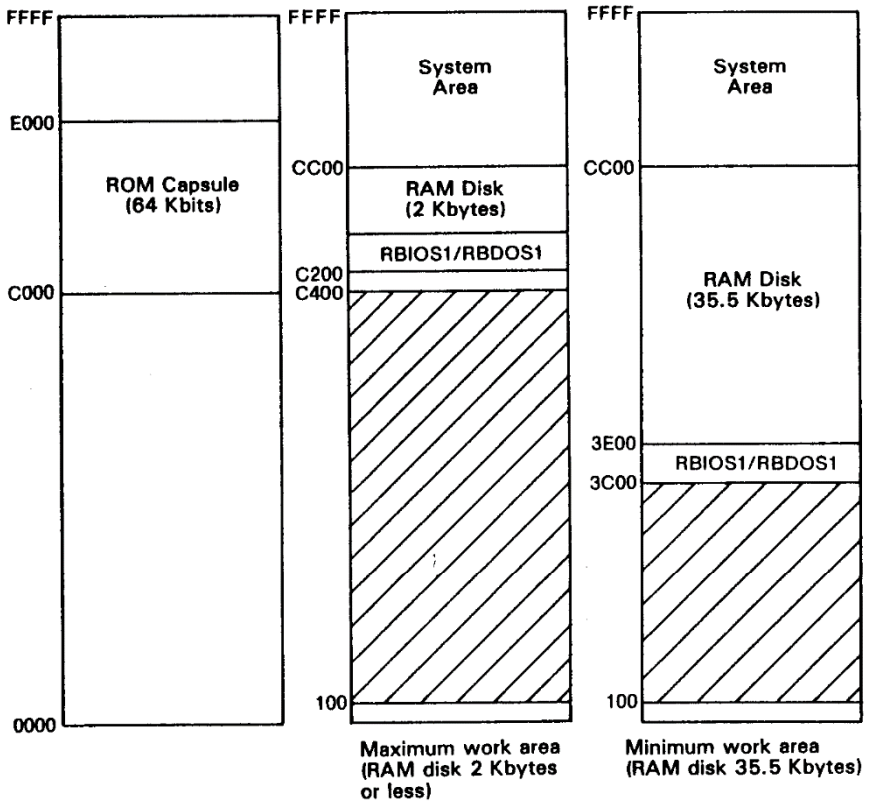 FFFF
E000
ROM Capsule
(64 Kbits)
C000
0000
FFFF
System
Area
CC00
RAM Disk
(2 Kbytes)
RBIOS1/RBDOS1
C200
C400
100
Maximum work area
(RAM disk 2 Kbytes
or less)
FFFF
System
Area
CC00
RAM Disk
(35.5 Kbytes)
3E00
RBIOS1/RBDOS1
3C00
100
Minimum work area
(RAM disk 35.5 Kbytes)